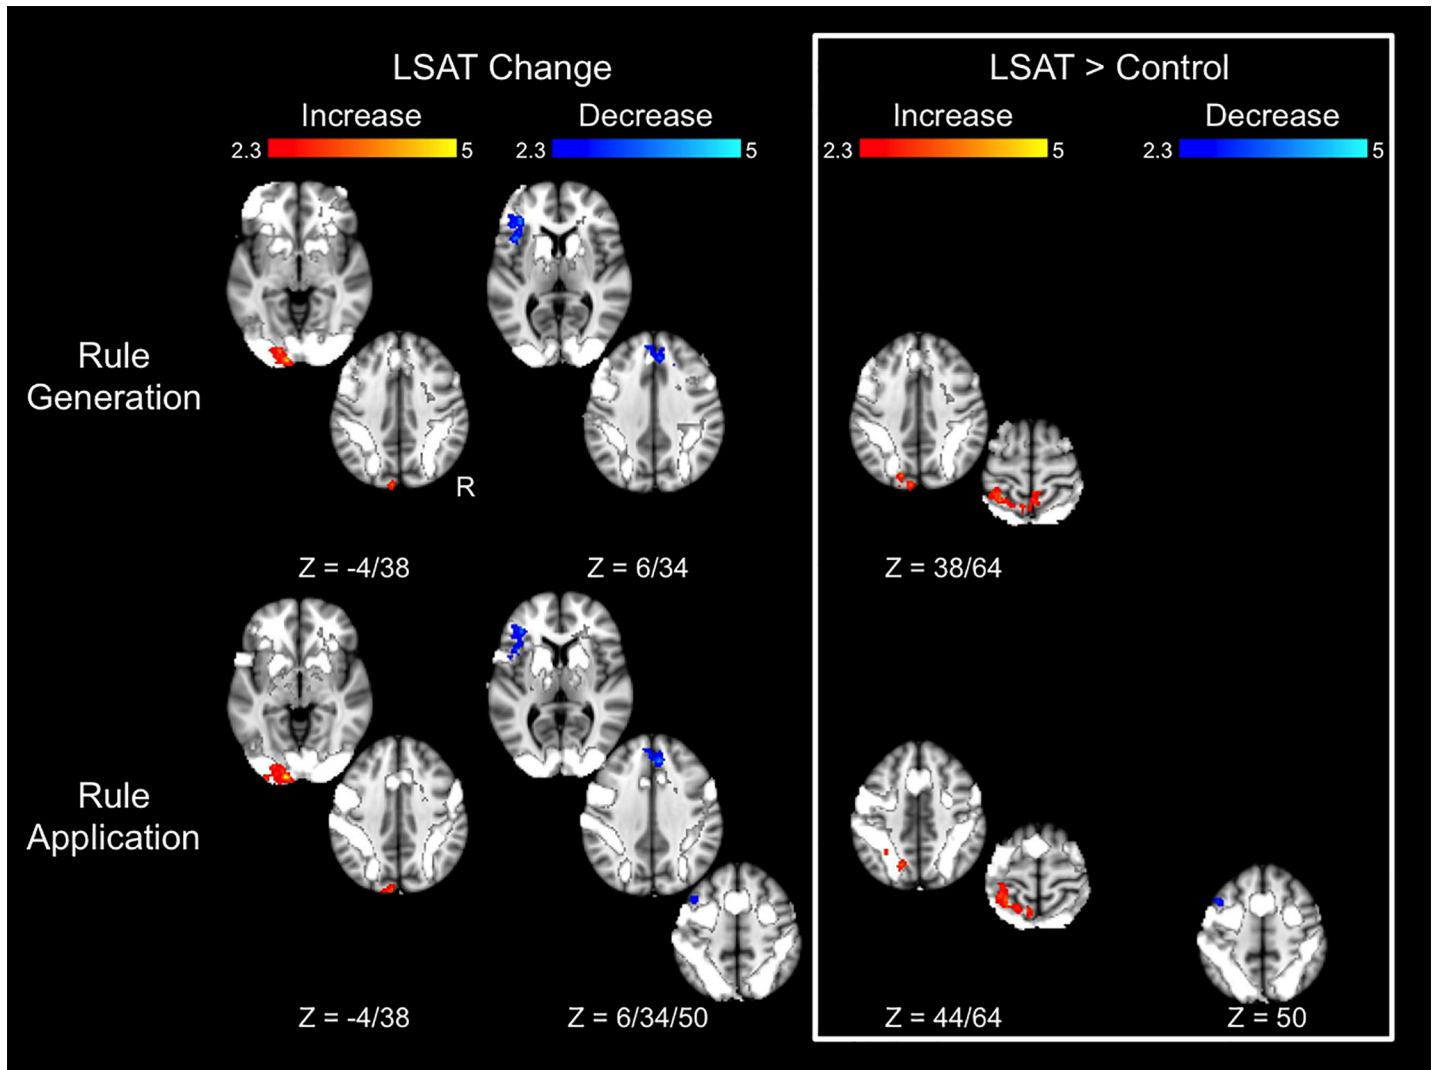 LSAT Change
LSAT > Control
Increase
Decrease
Increase
Decrease
2.3 5
2.3 5
2.3 5
2.3 5
Rule
Generation
R
Z = -4/38
Z = 6/34
Z = 38/64
Rule
Application
Z = -4/38
Z = 6/34/50
Z = 44/64
Z = 50